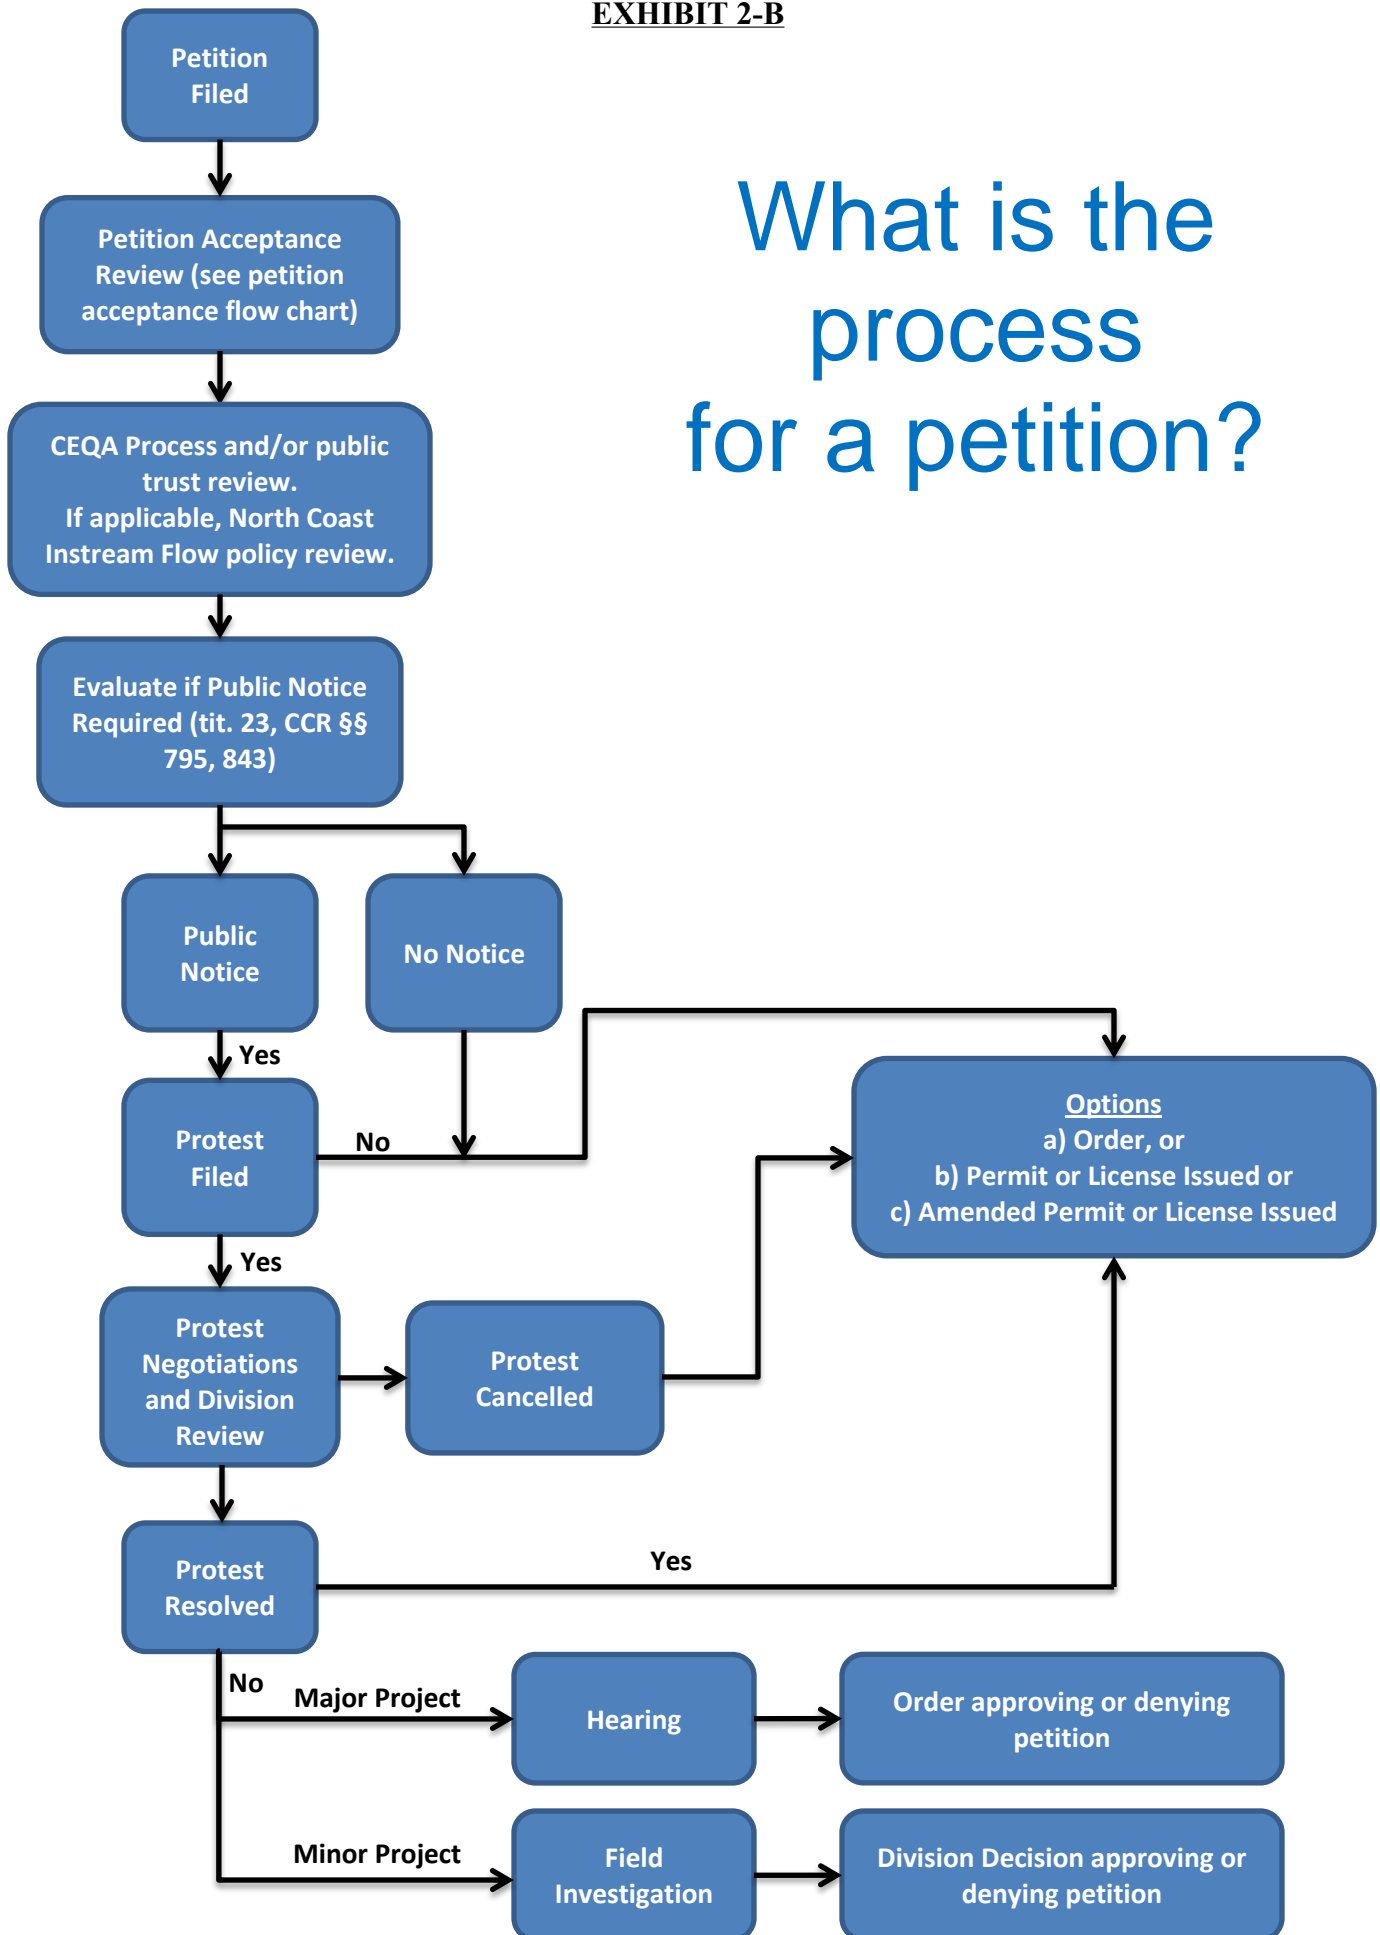 EXHIBIT 2-B
Petition
Filed
What is the
process
for a petition?
Petition Acceptance
Review (see petition
acceptance flow chart)
CEQA Process and/or public
trust review.
If applicable, North Coast
Instream Flow policy review.
Evaluate if Public Notice
Required (tit. 23, CCR §§
795, 843)
Public
Notice
No Notice
Yes
Protest
Filed
No
Options
a) Order, or
b) Permit or License Issued or
c) Amended Permit or License Issued
Yes
Protest
Negotiations
and Division
Review
Protest
Cancelled
Protest
Resolved
Yes
No
Major Project
Hearing
Order approving or denying
petition
Minor Project
Field
Investigation
Division Decision approving or
denying petition